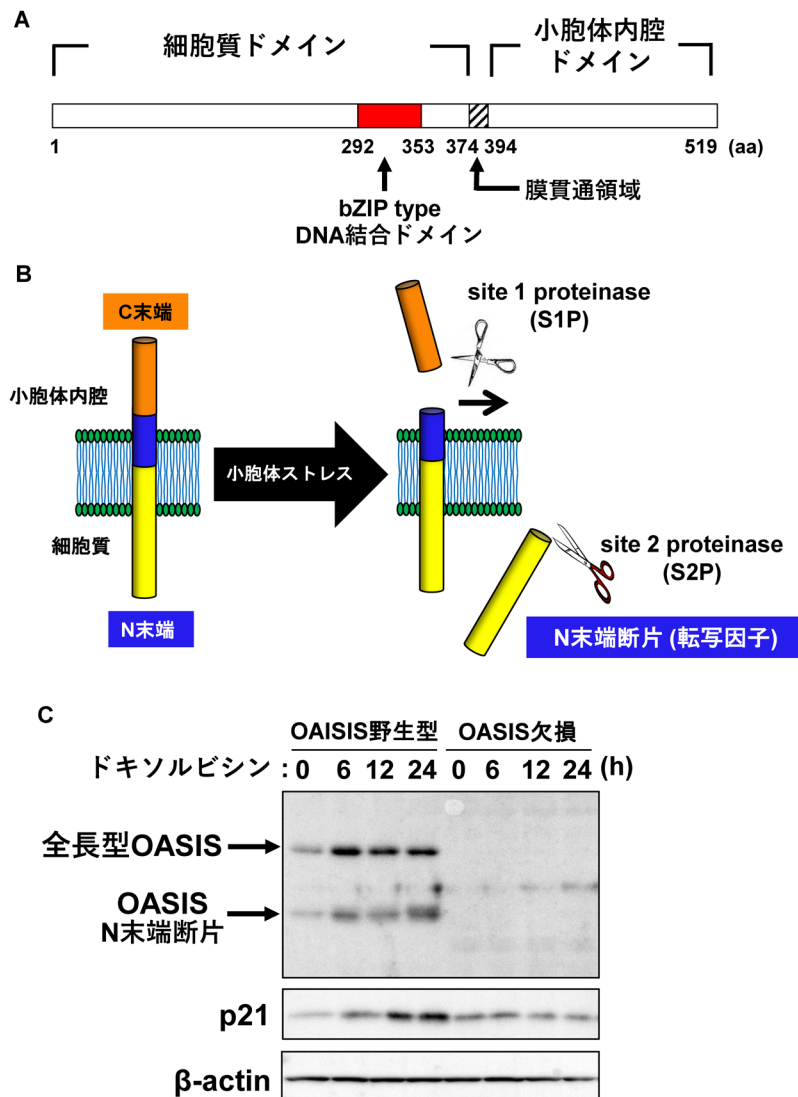 A
細胞質ドメイン
小胞体内腔
ドメイン
1 292 353 374 394 519 (aa)
膜貫通領域
bZIP type
DNA結合ドメイン
B
C末端
小胞体内腔
細胞質
N末端
小胞体ストレス
site 1 proteinase
(S1P)
site 2 proteinase
(S2P)
N末端断片 (転写因子)
C
OAISIS野生型 OASIS欠損
ドキソルビシン : 0 6 12 24 0 6 12 24 (h)
全長型OASIS
OASIS
N末端断片
p21
β-actin